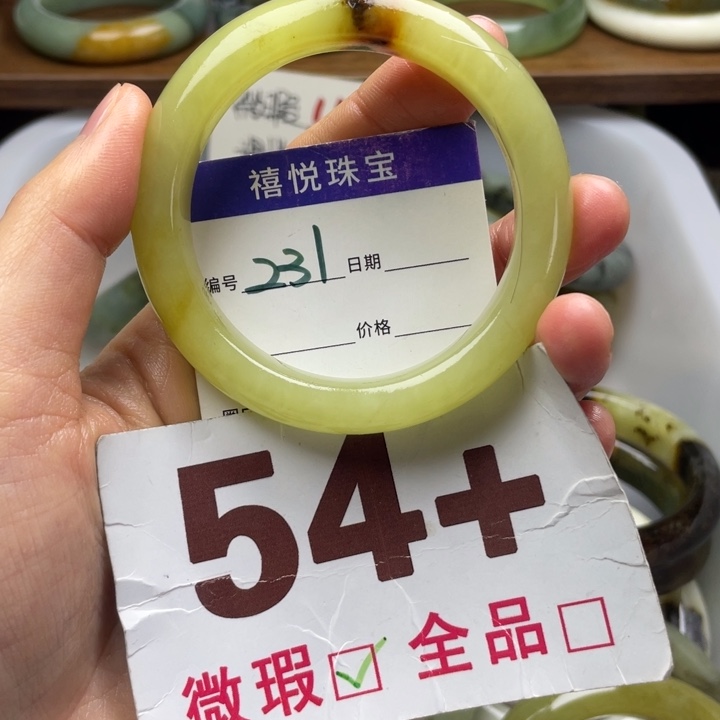 禧悦珠宝
编号 231 日期
价格
54+
微瑕 ☑ 全品 ☐